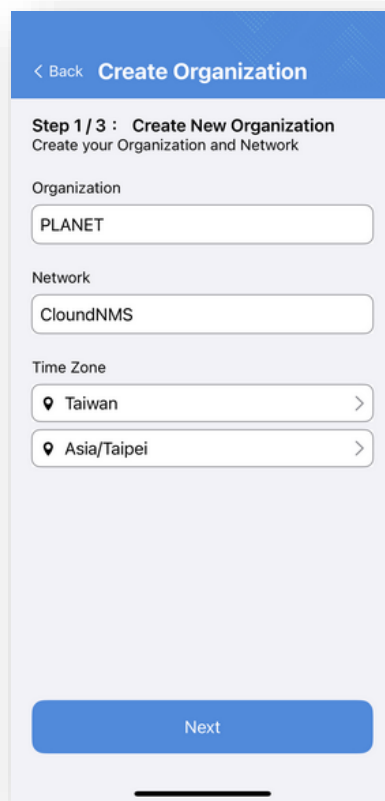 Back Create Organization
Step 1 / 3 : Create New Organization
Create your Organization and Network
Organization
PLANET
Network
CloundNMS
Time Zone
Taiwan
Asia/Taipei
Next